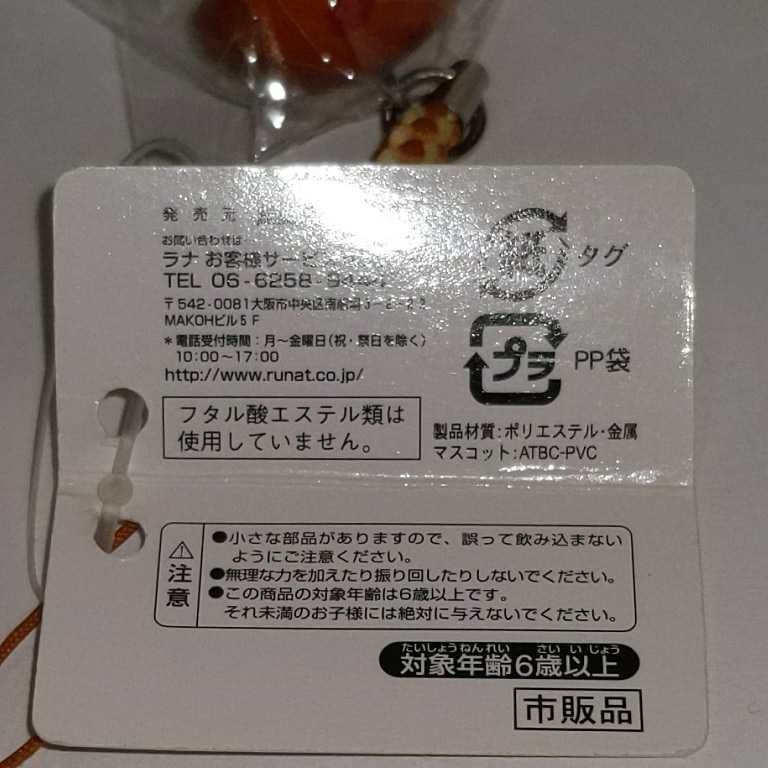 発売元
お問い合わせは
ラナ お客様サービ
TEL 06-6258-9444
〒542-0081大阪市中央区南船場3-2-22
MAKOHビル5F
*電話受付時間:月~金曜日(祝・祭日を除く)
10:00~17:00
http://www.runat.co.jp/
フタル酸エステル類は
使用していません。
紙
タグ
プラ
PP袋
製品材質:ポリエステル・金属
マスコット:ATBC-PVC
注意
●小さな部品がありますので、誤って飲み込まない
ようにご注意ください。
●無理な力を加えたり振り回したりしないでください。
●この商品の対象年齢は6歳以上です。
それ未満のお子様には絶対に与えないでください。
たいしょうねんれい さい いじょう
対象年齢6歳以上
市販品